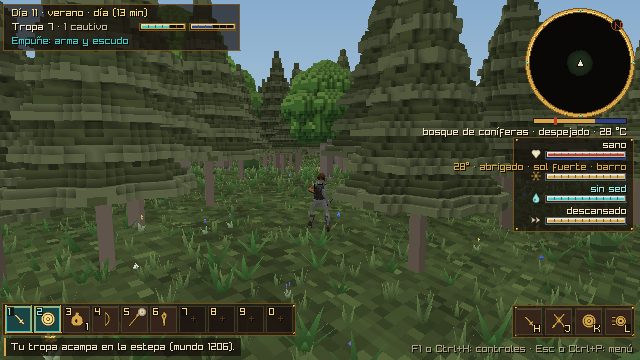 Día 11 · verano · día (13 min)
Tropa 7 · 1 cautivo
Empuñe: arma y escudo
N
bosque de coníferas · despejado · 28 °C
sano
28° · abrigado · sol fuerte · barro
sin sed
descansado
1 2 3 4 5 6 7 8 9 0
1
H J K L
Tu tropa acampa en la estepa (mundo 1206).
F1 o Ctrl+H: controles · Esc o Ctrl+P: menú